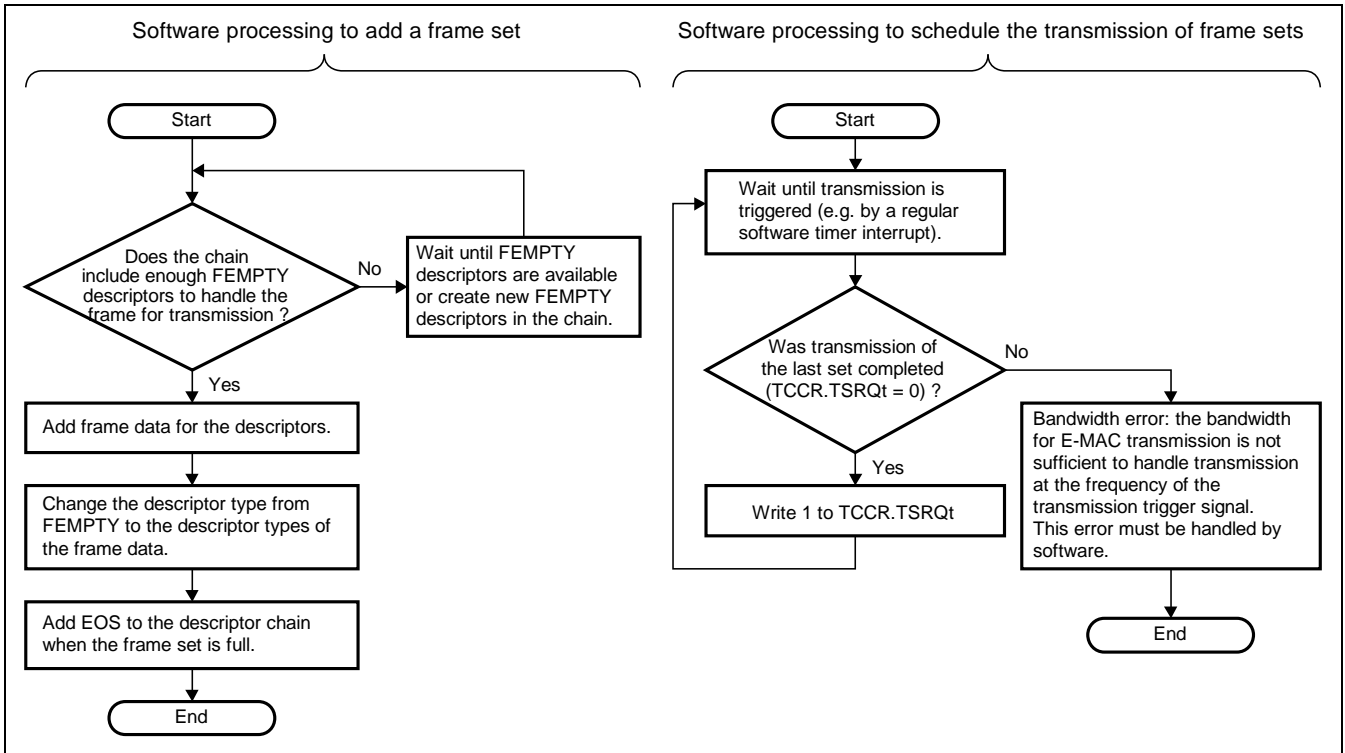 Software processing to add a frame set
Start
Does the chain
include enough FEMPTY
descriptors to handle the
frame for transmission ?
No
Wait until FEMPTY
descriptors are available
or create new FEMPTY
descriptors in the chain.
Yes
Add frame data for the descriptors.
Change the descriptor type from
FEMPTY to the descriptor types of
the frame data.
Add EOS to the descriptor chain
when the frame set is full.
End
Software processing to schedule the transmission of frame sets
Start
Wait until transmission is
triggered (e.g. by a regular
software timer interrupt).
Was transmission of
the last set completed
(TCCR.TSRQt = 0) ?
No
Yes
Write 1 to TCCR.TSRQt
Bandwidth error: the bandwidth
for E-MAC transmission is not
sufficient to handle transmission
at the frequency of the
transmission trigger signal.
This error must be handled by
software.
End